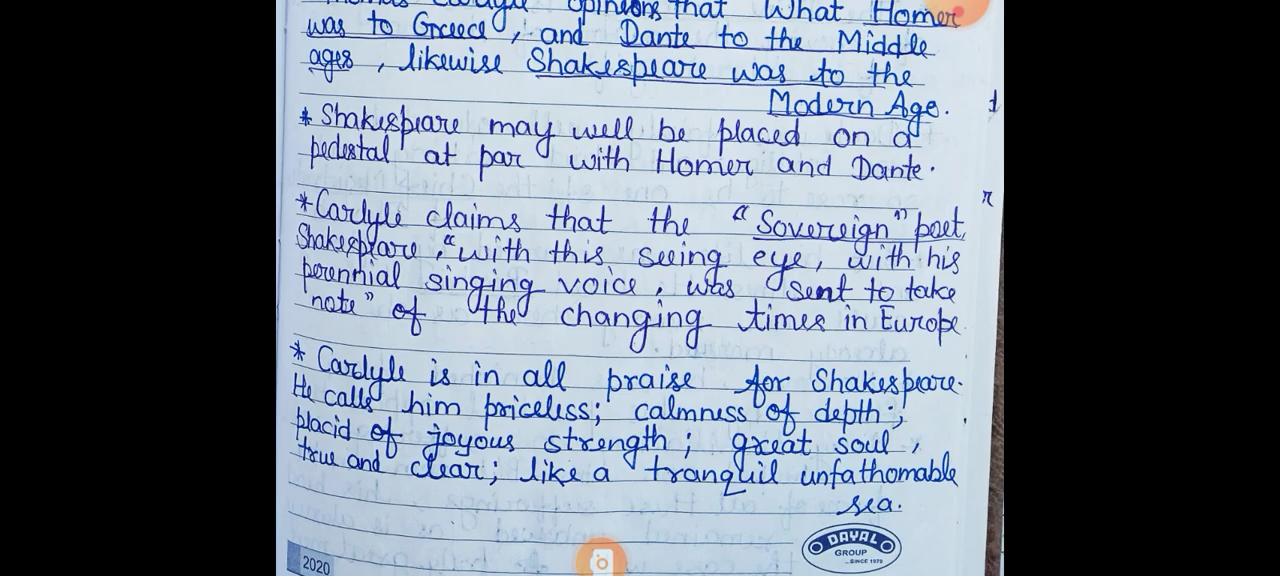 Thomas Carlyle opinions that What Homer
was to Greece, and Dante to the Middle
ages, likewise Shakespeare was to the
Modern Age.
* Shakespeare may well be placed on a
pedestal at par with Homer and Dante.
* Carlyle claims that the "Sovereign" poet,
Shakespeare, "with this seeing eye, with his
perennial singing voice, was sent to take
note" of the changing times in Europe
* Carlyle is in all praise for Shakespeare.
He calls him priceless; calmness of depth;
placid of joyous strength; great soul,
true and clear; like a tranquil unfathomable
sea.
2020
DAYAL
GROUP
...SINCE 1979